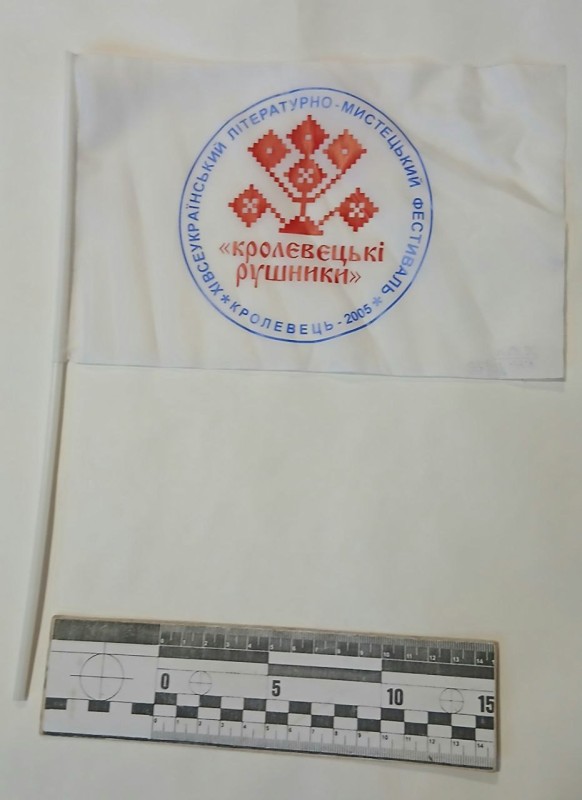 XI ВСЕУКРАЇНСЬКИЙ ЛІТЕРАТУРНО-МИСТЕЦЬКИЙ ФЕСТИВАЛЬ
«КРОЛЕВЕЦЬКІ
РУШНИКИ»
* КРОЛЕВЕЦЬ - 2005 *
0 5 10 15